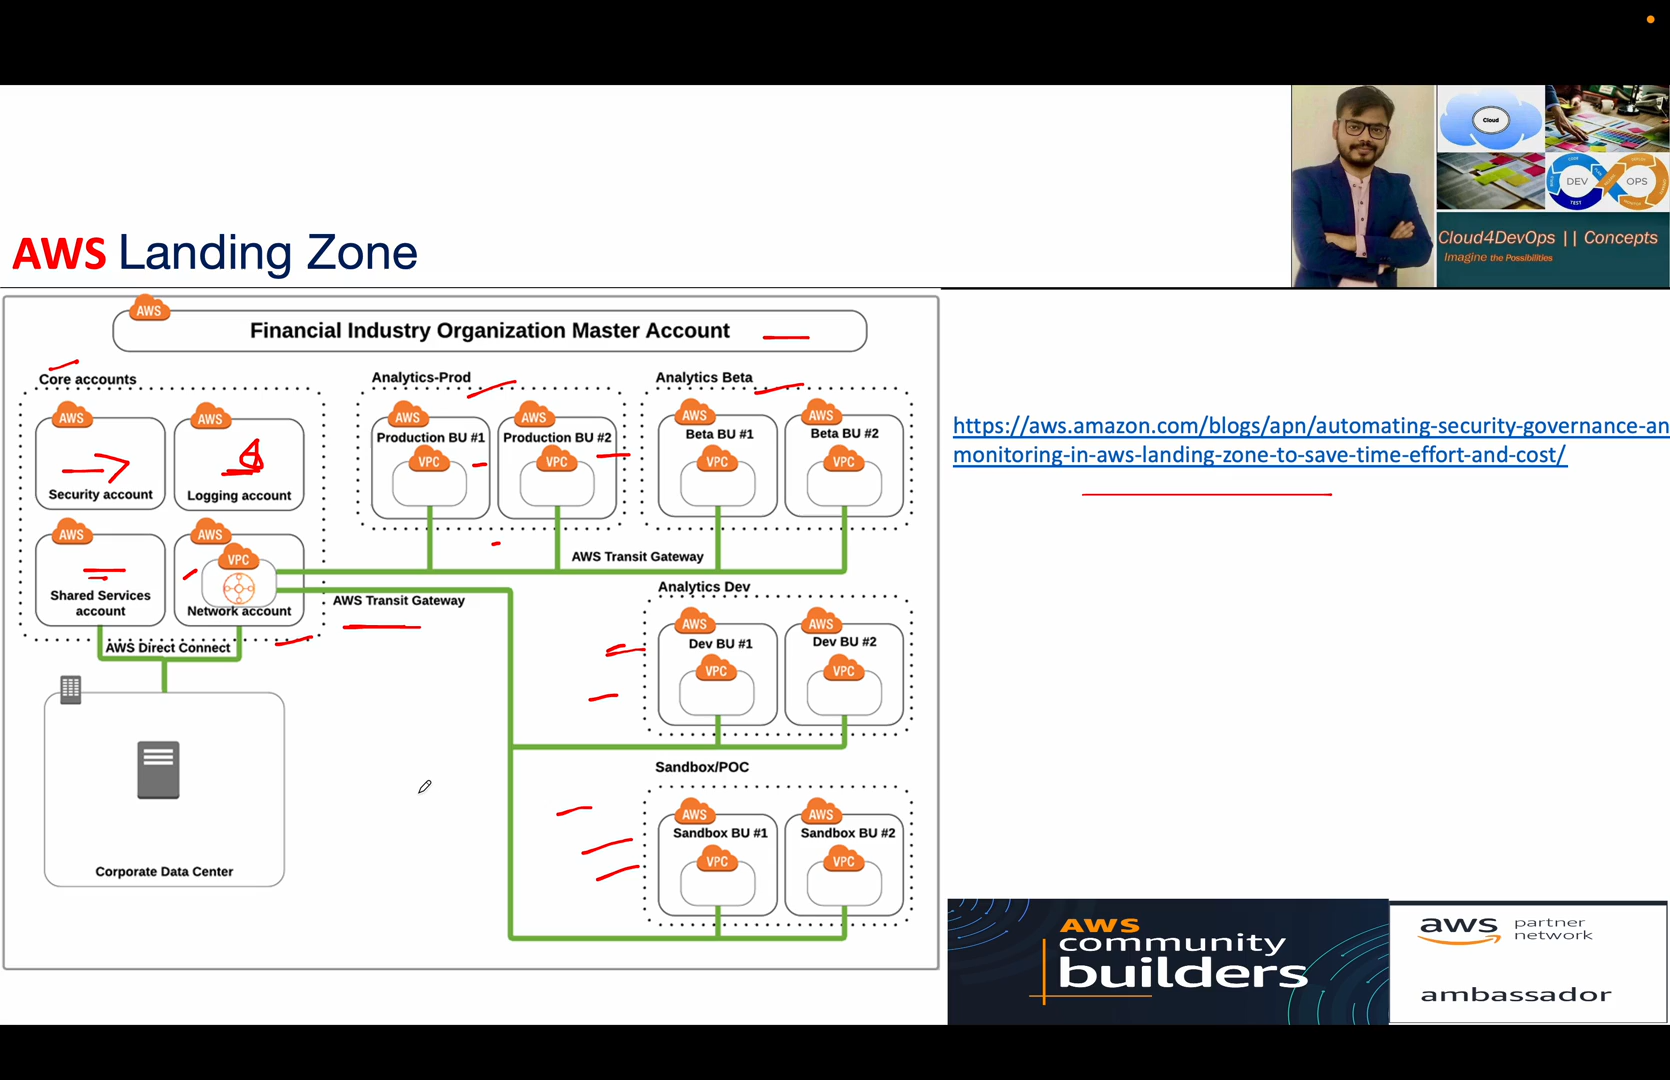 Cloud
DEV
OPS
TEST
Cloud4DevOps || Concepts
Imagine the Possibilities
AWS Landing Zone
AWS
Financial Industry Organization Master Account
Core accounts
AWS
Security account
AWS
Logging account
AWS
Shared Services
account
AWS
VPC
Network account
Analytics-Prod
AWS
Production BU #1
VPC
AWS
Production BU #2
VPC
Analytics Beta
AWS
Beta BU #1
VPC
AWS
Beta BU #2
VPC
AWS Transit Gateway
AWS Transit Gateway
Analytics Dev
AWS
Dev BU #1
VPC
AWS
Dev BU #2
VPC
AWS Direct Connect
Corporate Data Center
Sandbox/POC
AWS
Sandbox BU #1
VPC
AWS
Sandbox BU #2
VPC
https://aws.amazon.com/blogs/apn/automating-security-governance-an
monitoring-in-aws-landing-zone-to-save-time-effort-and-cost/
AWS
community
builders
aws partner
network
ambassador